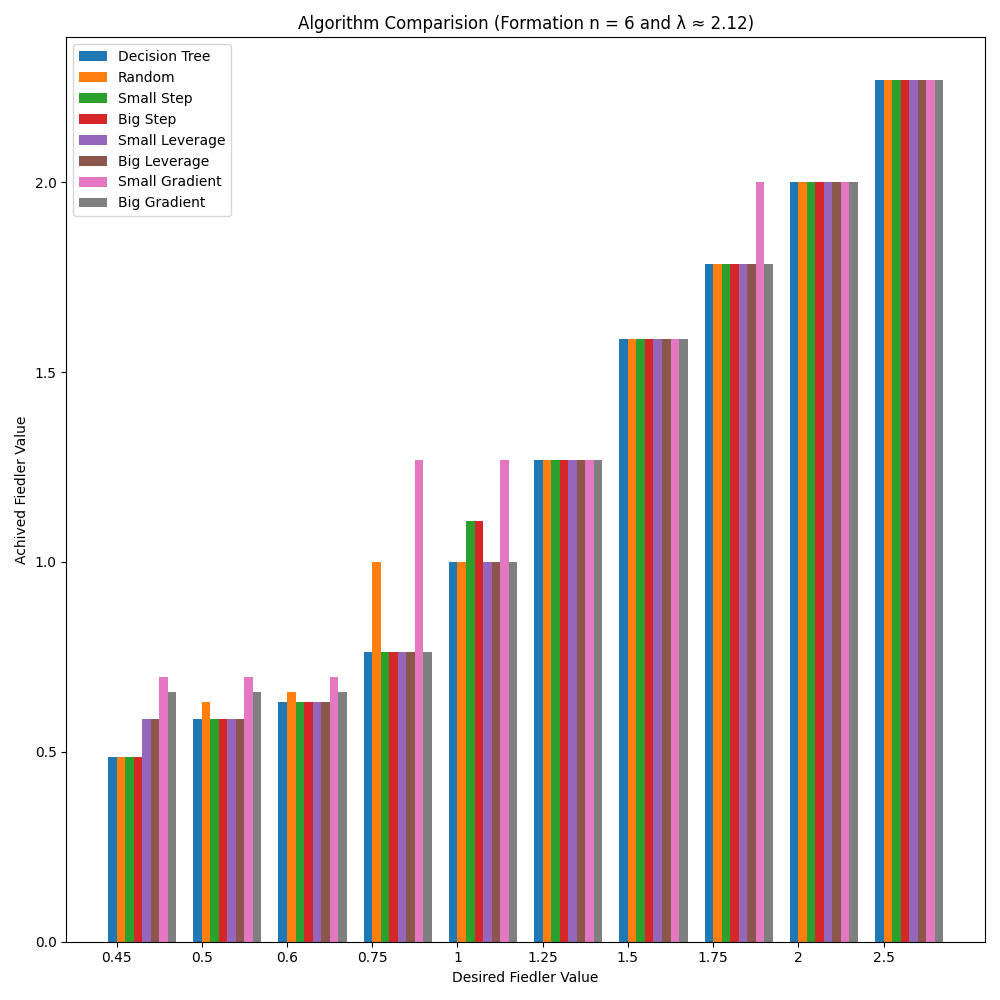 Algorithm Comparision (Formation n = 6 and λ ≈ 2.12)
Decision Tree
Random
Small Step
Big Step
Small Leverage
Big Leverage
Small Gradient
Big Gradient
Achived Fiedler Value
2.0
1.5
1.0
0.5
0.0
0.45 0.5 0.6 0.75 1 1.25 1.5 1.75 2 2.5
Desired Fiedler Value